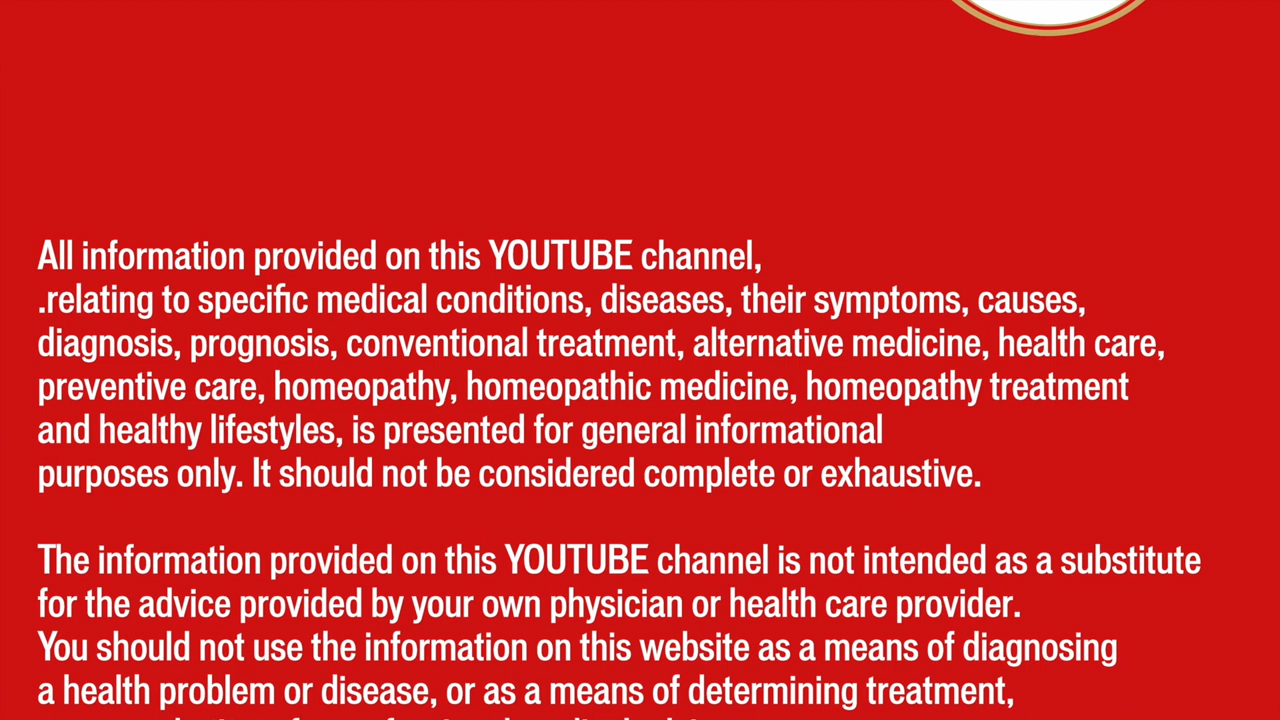 All information provided on this YOUTUBE channel,
.relating to specific medical conditions, diseases, their symptoms, causes,
diagnosis, prognosis, conventional treatment, alternative medicine, health care,
preventive care, homeopathy, homeopathic medicine, homeopathy treatment
and healthy lifestyles, is presented for general informational
purposes only. It should not be considered complete or exhaustive.
The information provided on this YOUTUBE channel is not intended as a substitute
for the advice provided by your own physician or health care provider.
You should not use the information on this website as a means of diagnosing
a health problem or disease, or as a means of determining treatment,